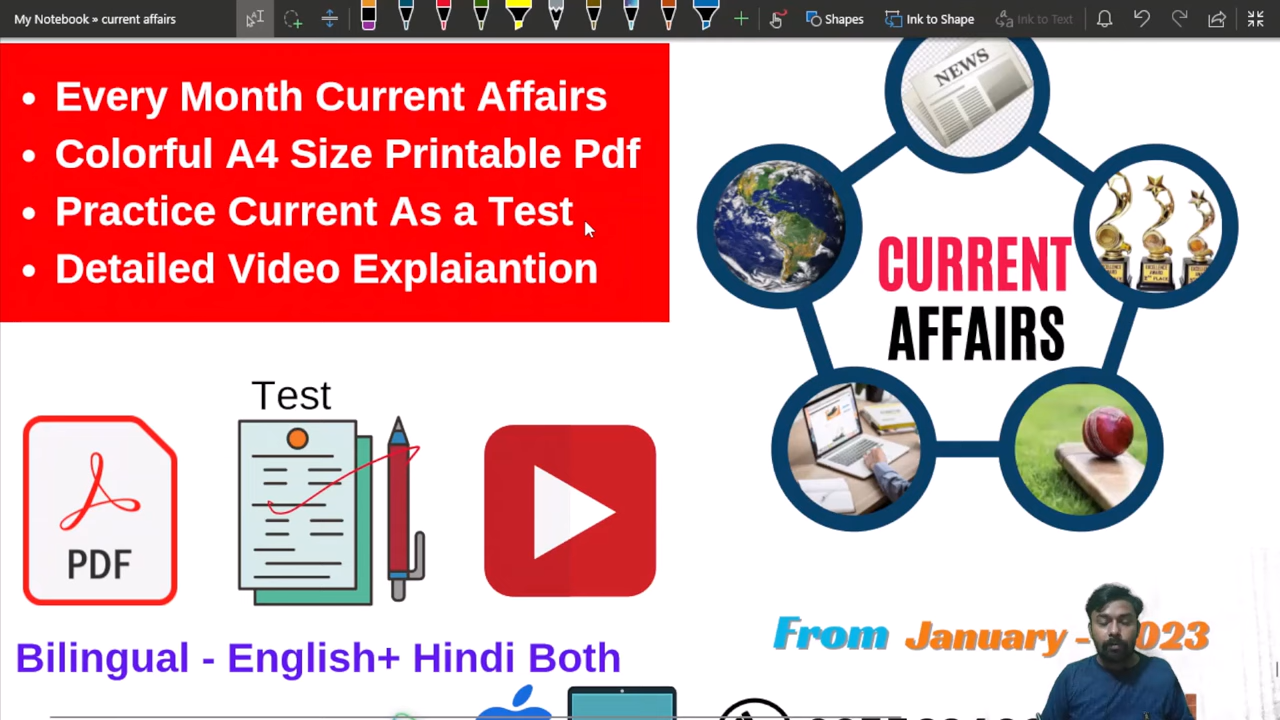 My Notebook » current affairs
Shapes
Ink to Shape
Ink to Text
• Every Month Current Affairs
• Colorful A4 Size Printable Pdf
• Practice Current As a Test
• Detailed Video Explaiantion
NEWS
CURRENT
AFFAIRS
Test
PDF
Bilingual - English+ Hindi Both
From January - 2023